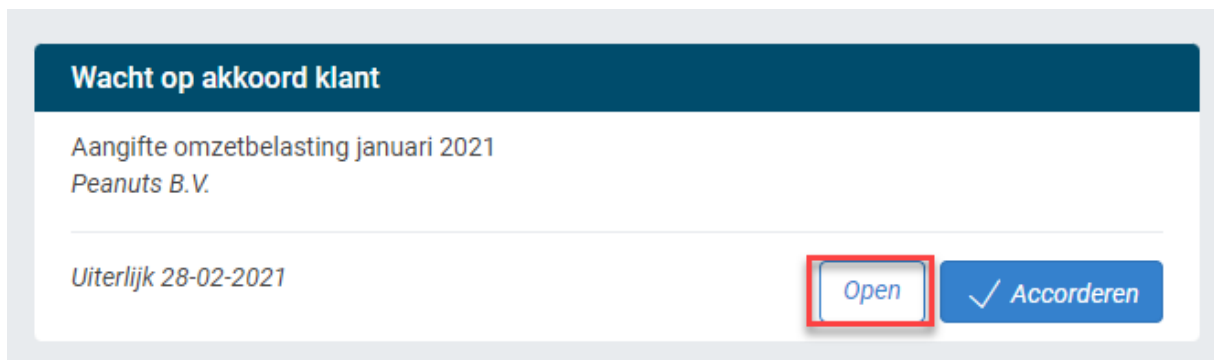 Wacht op akkoord klant
Aangifte omzetbelasting januari 2021
Peanuts B.V.
Uiterlijk 28-02-2021
Open
Accorderen